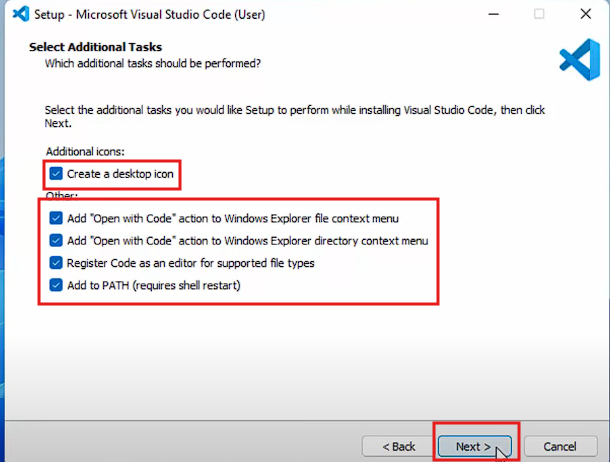 Setup - Microsoft Visual Studio Code (User)
Select Additional Tasks
Which additional tasks should be performed?
Select the additional tasks you would like Setup to perform while installing Visual Studio Code, then click
Next.
Additional icons:
Create a desktop icon
Other:
Add "Open with Code" action to Windows Explorer file context menu
Add "Open with Code" action to Windows Explorer directory context menu
Register Code as an editor for supported file types
Add to PATH (requires shell restart)
< Back
Next >
Cancel